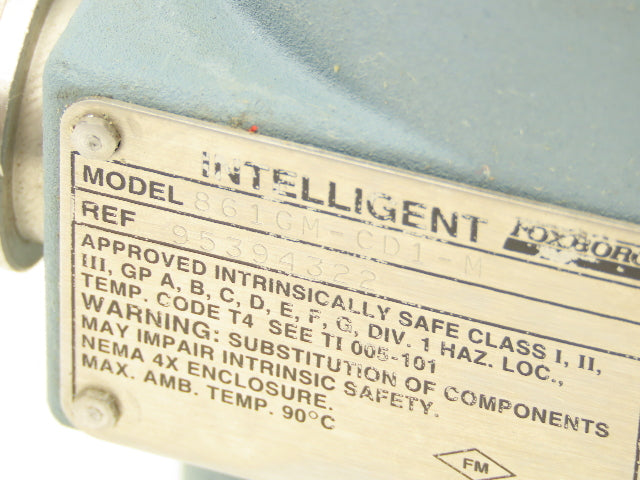 INTELLIGENT FOXBORO
MODEL 861GM-CD1-M
REF 95394322
APPROVED INTRINSICALLY SAFE CLASS I, II,
III, GP A, B, C, D, E, F, G, DIV. 1 HAZ. LOC.,
TEMP. CODE T4 SEE TI 005-101
WARNING: SUBSTITUTION OF COMPONENTS
MAY IMPAIR INTRINSIC SAFETY.
NEMA 4X ENCLOSURE.
MAX. AMB. TEMP. 90°C
FM